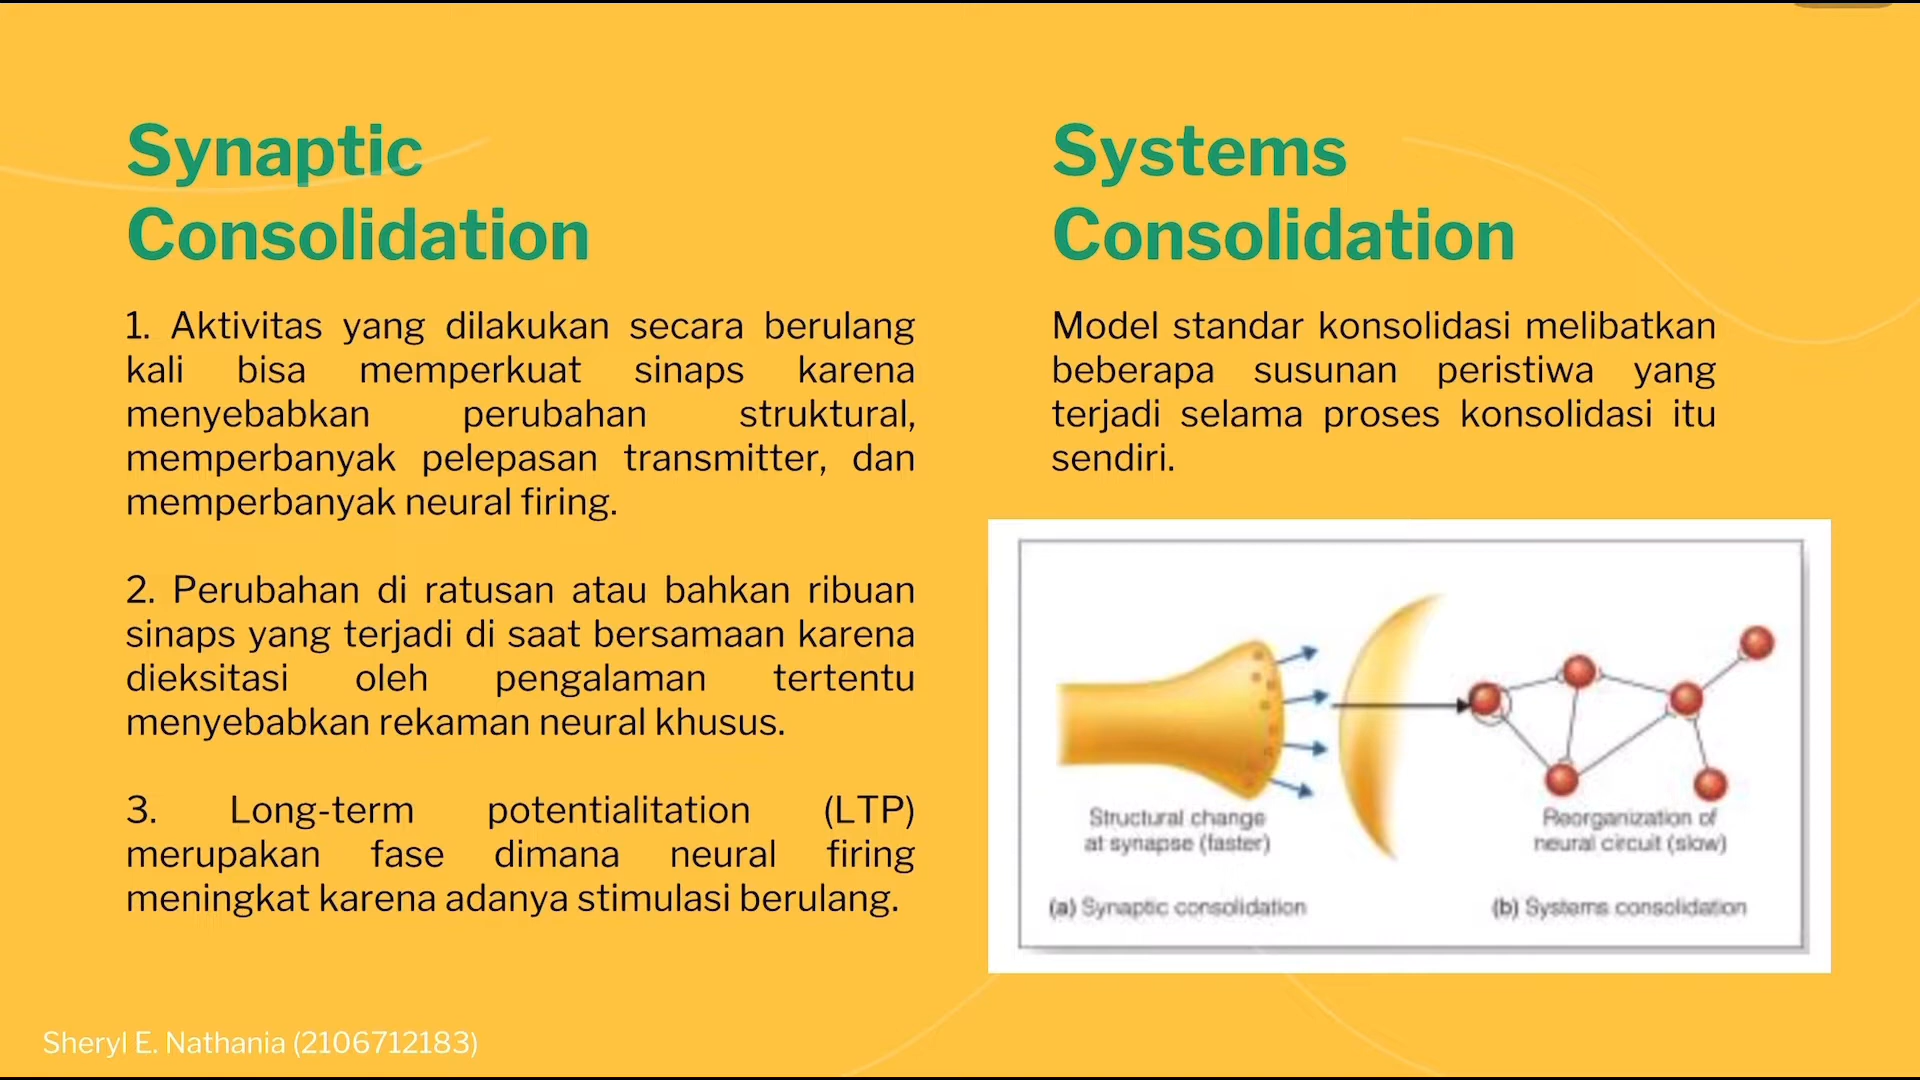 Synaptic
Consolidation
1. Aktivitas yang dilakukan secara berulang
kali bisa memperkuat sinaps karena
menyebabkan perubahan struktural,
memperbanyak pelepasan transmitter, dan
memperbanyak neural firing.
2. Perubahan di ratusan atau bahkan ribuan
sinaps yang terjadi di saat bersamaan karena
dieksitasi oleh pengalaman tertentu
menyebabkan rekaman neural khusus.
3. Long-term potentialitation (LTP)
merupakan fase dimana neural firing
meningkat karena adanya stimulasi berulang.
Systems
Consolidation
Model standar konsolidasi melibatkan
beberapa susunan peristiwa yang
terjadi selama proses konsolidasi itu
sendiri.
Structural change
at synapse (faster)
(a) Synaptic consolidation
Reorganization of
neural circuit (slow)
(b) Systems consolidation
Sheryl E. Nathania (2106712183)